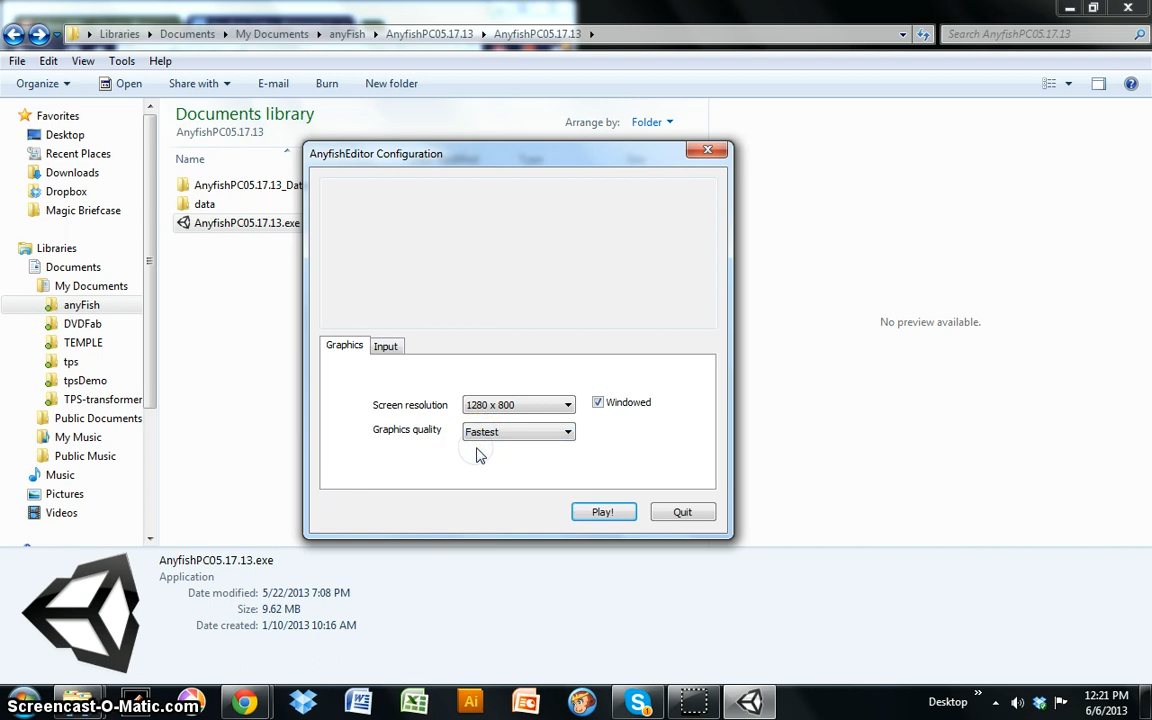 Libraries
Documents
My Documents
anyFish
AnyfishPC05.17.13
AnyfishPC05.17.13
Search AnyfishPC05.17.13
File Edit View Tools Help
Organize Open Share with E-mail Burn New folder
Favorites
Desktop
Recent Places
Downloads
Dropbox
Magic Briefcase
Libraries
Documents
My Documents
anyFish
DVDFab
TEMPLE
tps
tpsDemo
TPS-transformer
Public Documents
My Music
Public Music
Music
Pictures
Videos
Documents library
AnyfishPC05.17.13
Arrange by: Folder
Name
AnyfishPC05.17.13_Dat
data
AnyfishPC05.17.13.exe
AnyfishEditor Configuration
Graphics Input
Screen resolution 1280 x 800 Windowed
Graphics quality Fastest
Play! Quit
No preview available.
AnyfishPC05.17.13.exe
Application
Date modified: 5/22/2013 7:08 PM
Size: 9.62 MB
Date created: 1/10/2013 10:16 AM
Screencast-O-Matic.com
Desktop
12:21 PM
6/6/2013